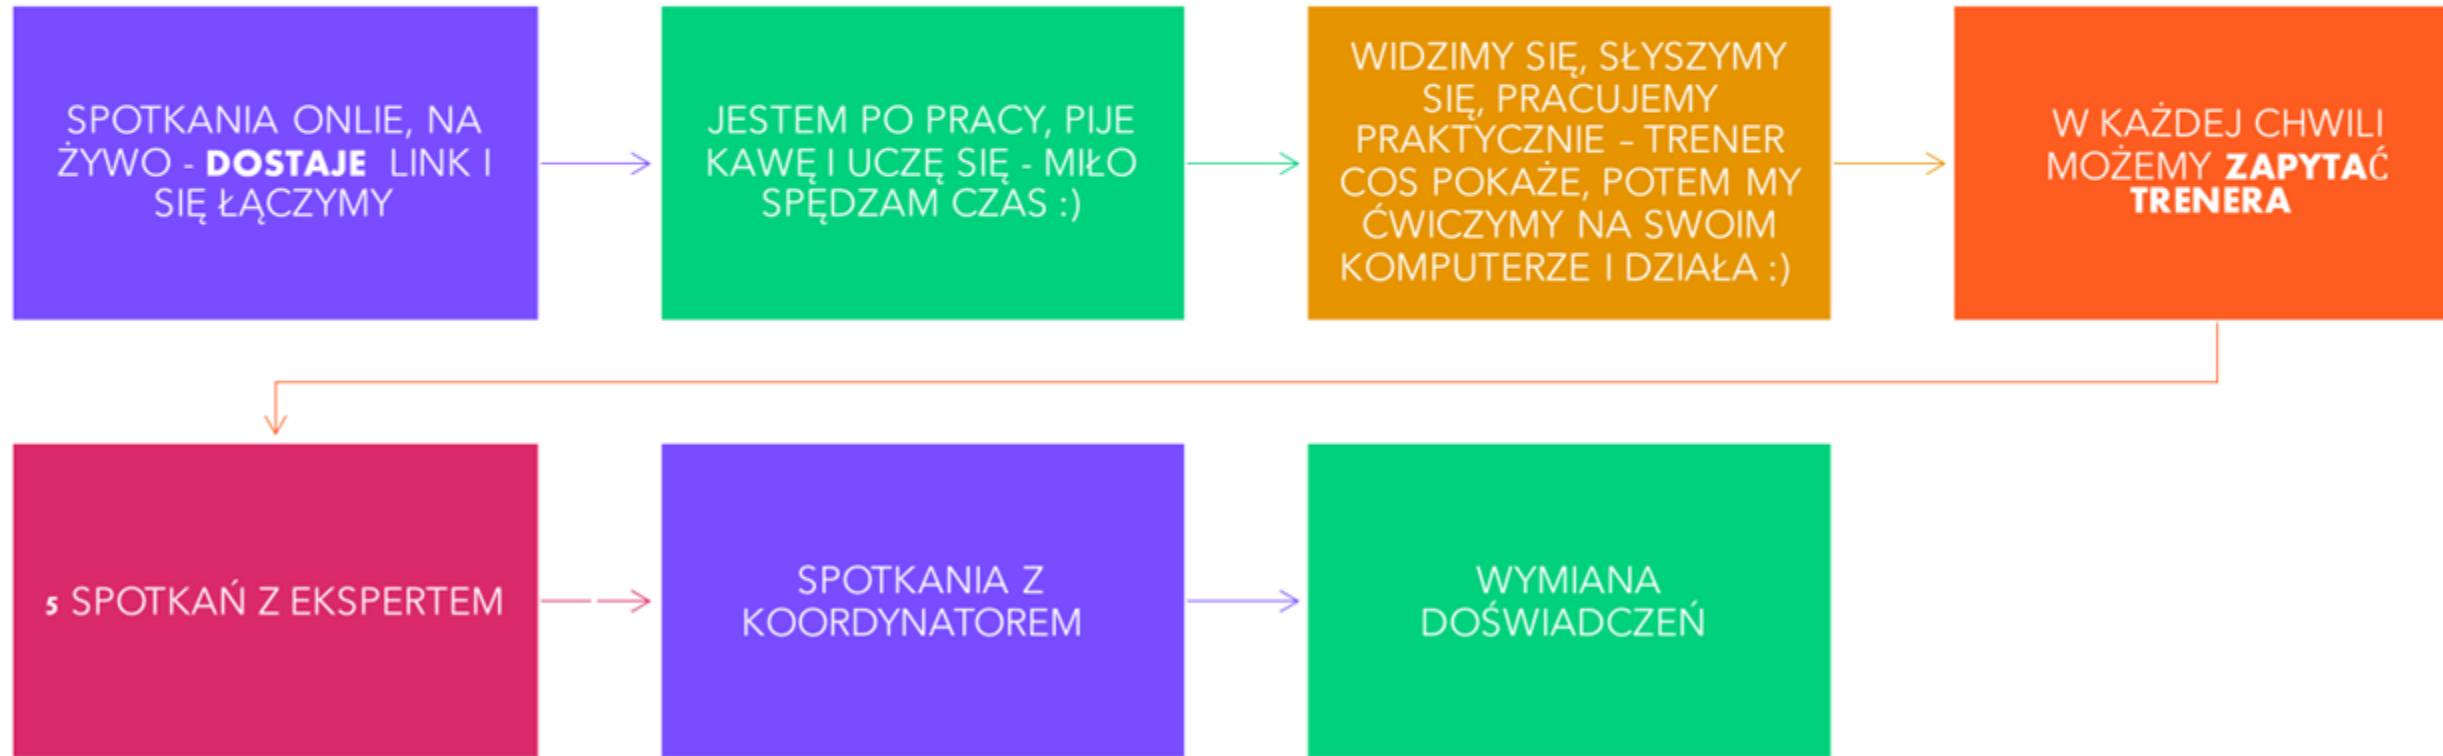 SPOTKANIA ONLIE, NA
ŻYWO - DOSTAJE LINK I
SIĘ ŁĄCZYMY
JESTEM PO PRACY, PIJE
KAWĘ I UCZĘ SIĘ - MIŁO
SPĘDZAM CZAS :)
WIDZIMY SIĘ, SŁYSZYMY
SIĘ, PRACUJEMY
PRAKTYCZNIE – TRENER
COS POKAŻE, POTEM MY
ĆWICZYMY NA SWOIM
KOMPUTERZE I DZIAŁA :)
W KAŻDEJ CHWILI
MOŻEMY ZAPYTAĆ
TRENERA
5 SPOTKAŃ Z EKSPERTEM
SPOTKANIA Z
KOORDYNATOREM
WYMIANA
DOŚWIADCZEŃ